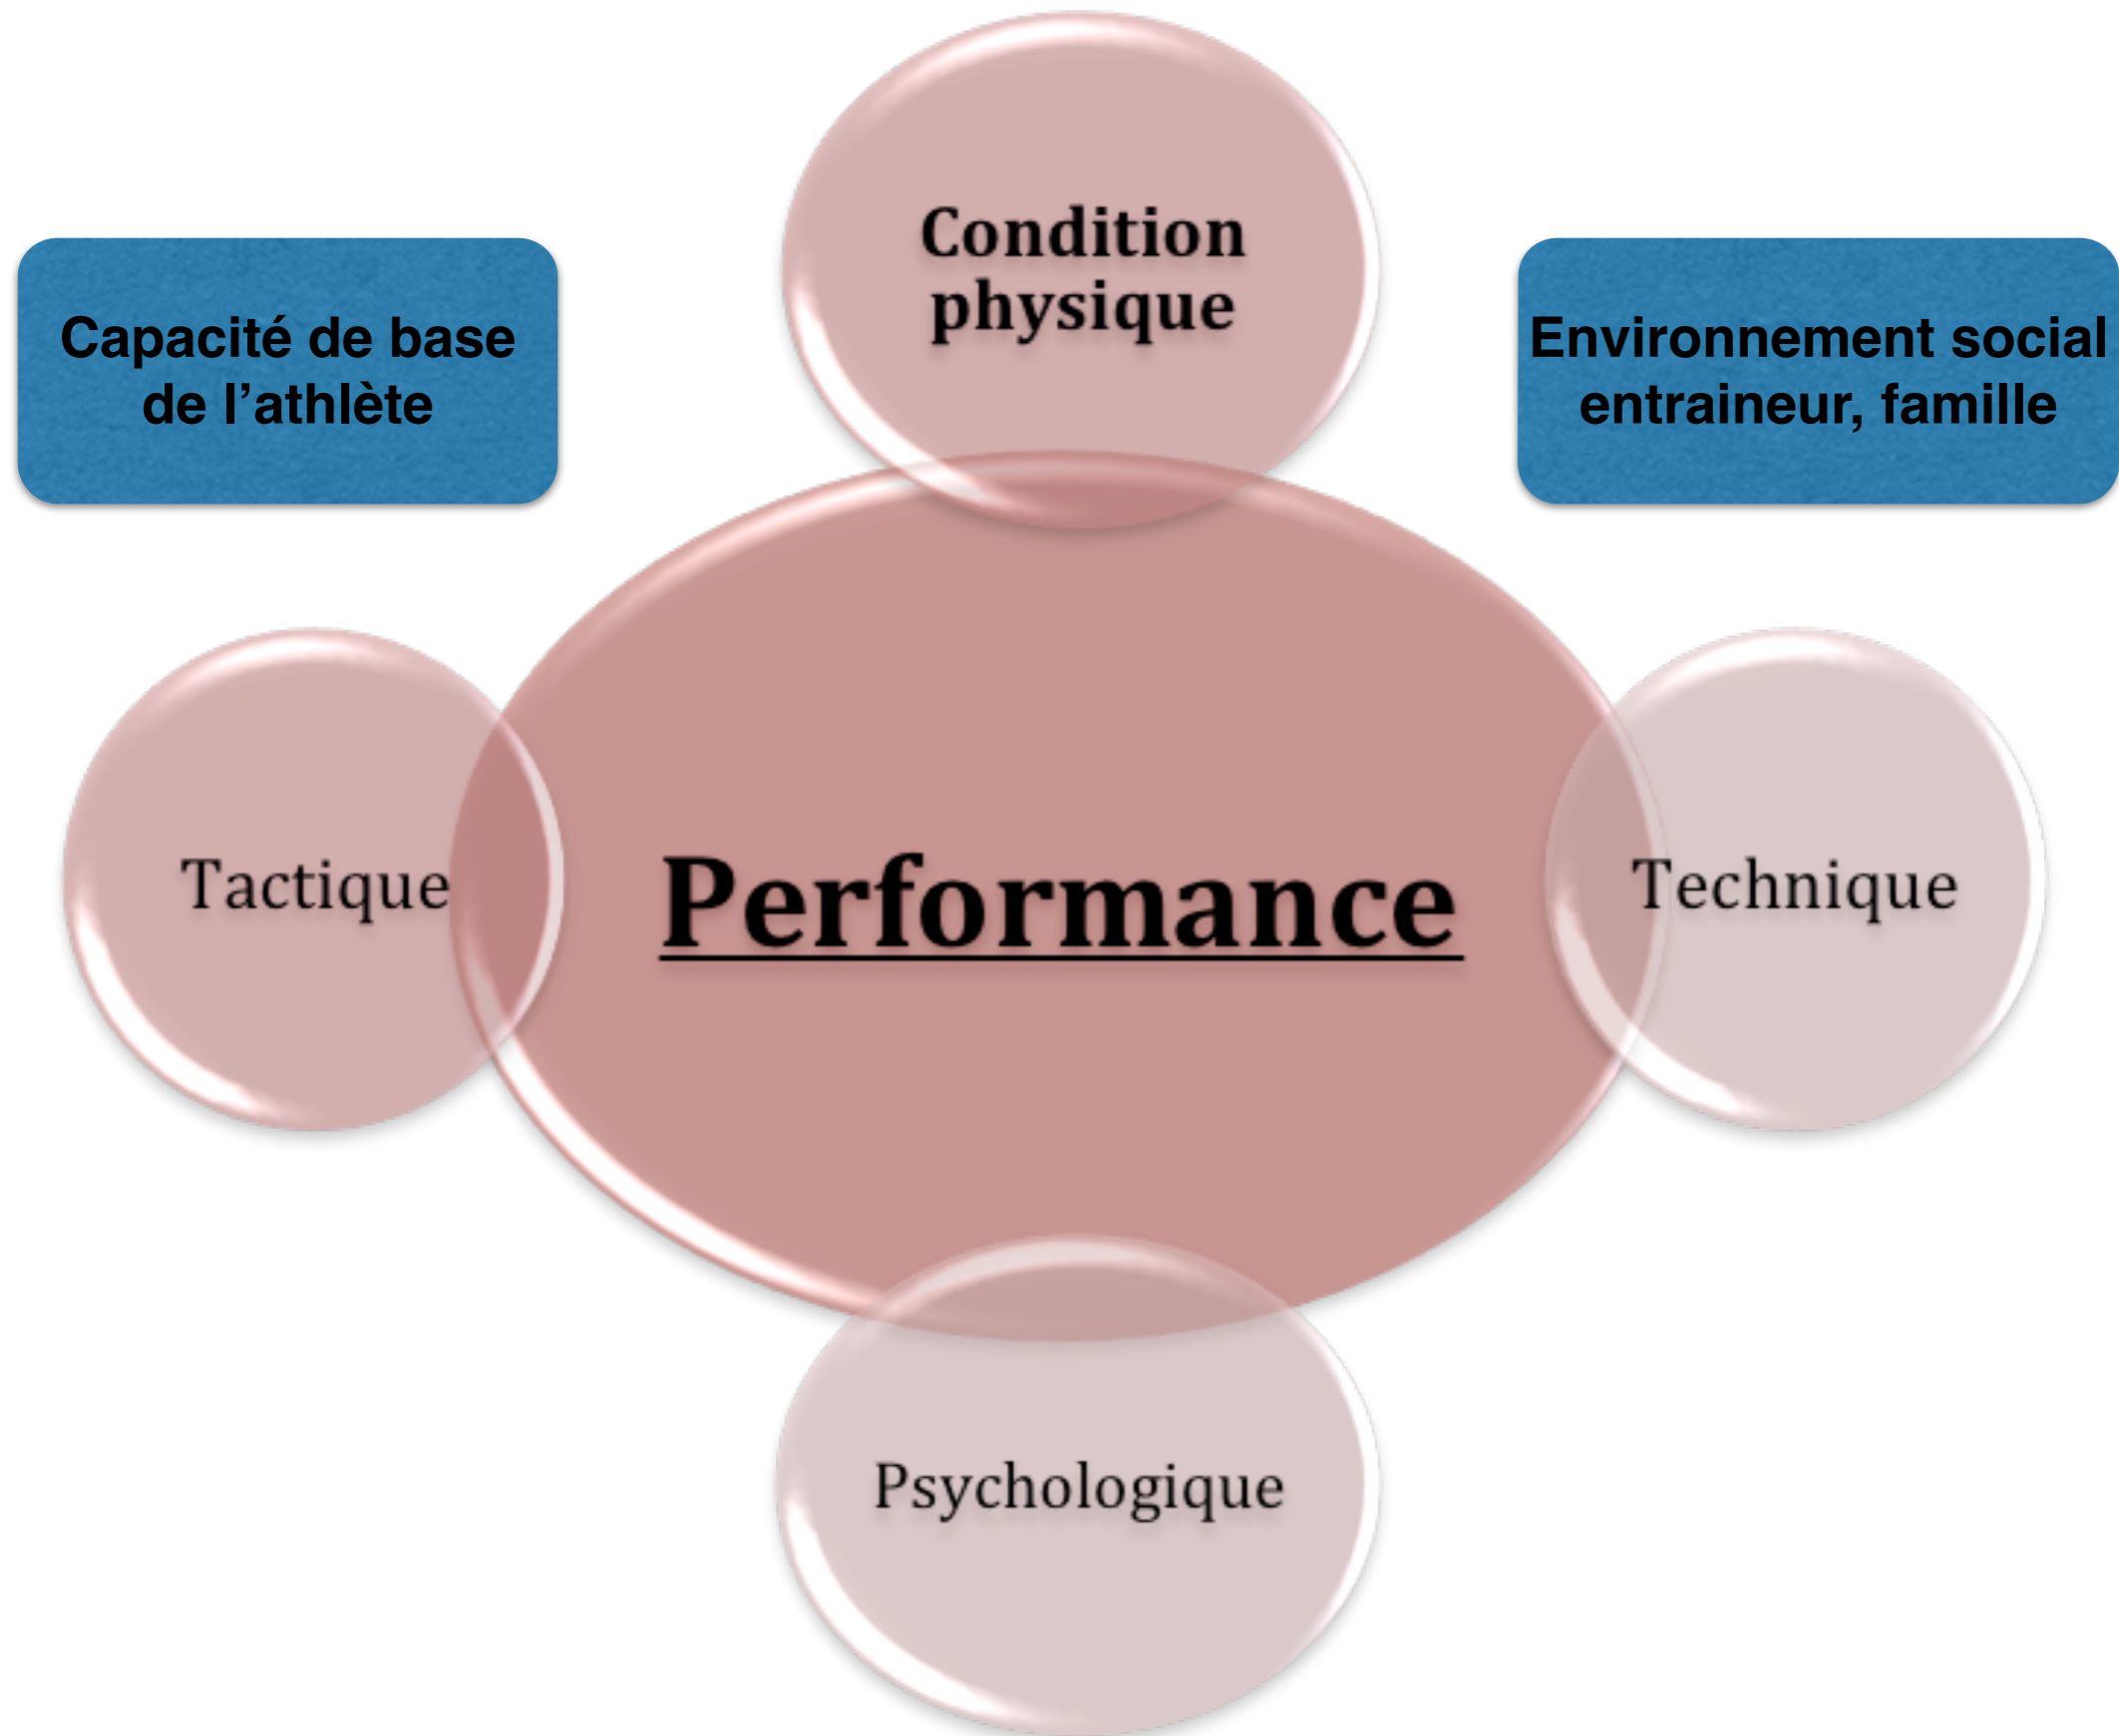 Condition
physique
Capacité de base
de l’athlète
Environnement social
entraineur, famille
Tactique
Performance
Technique
Psychologique